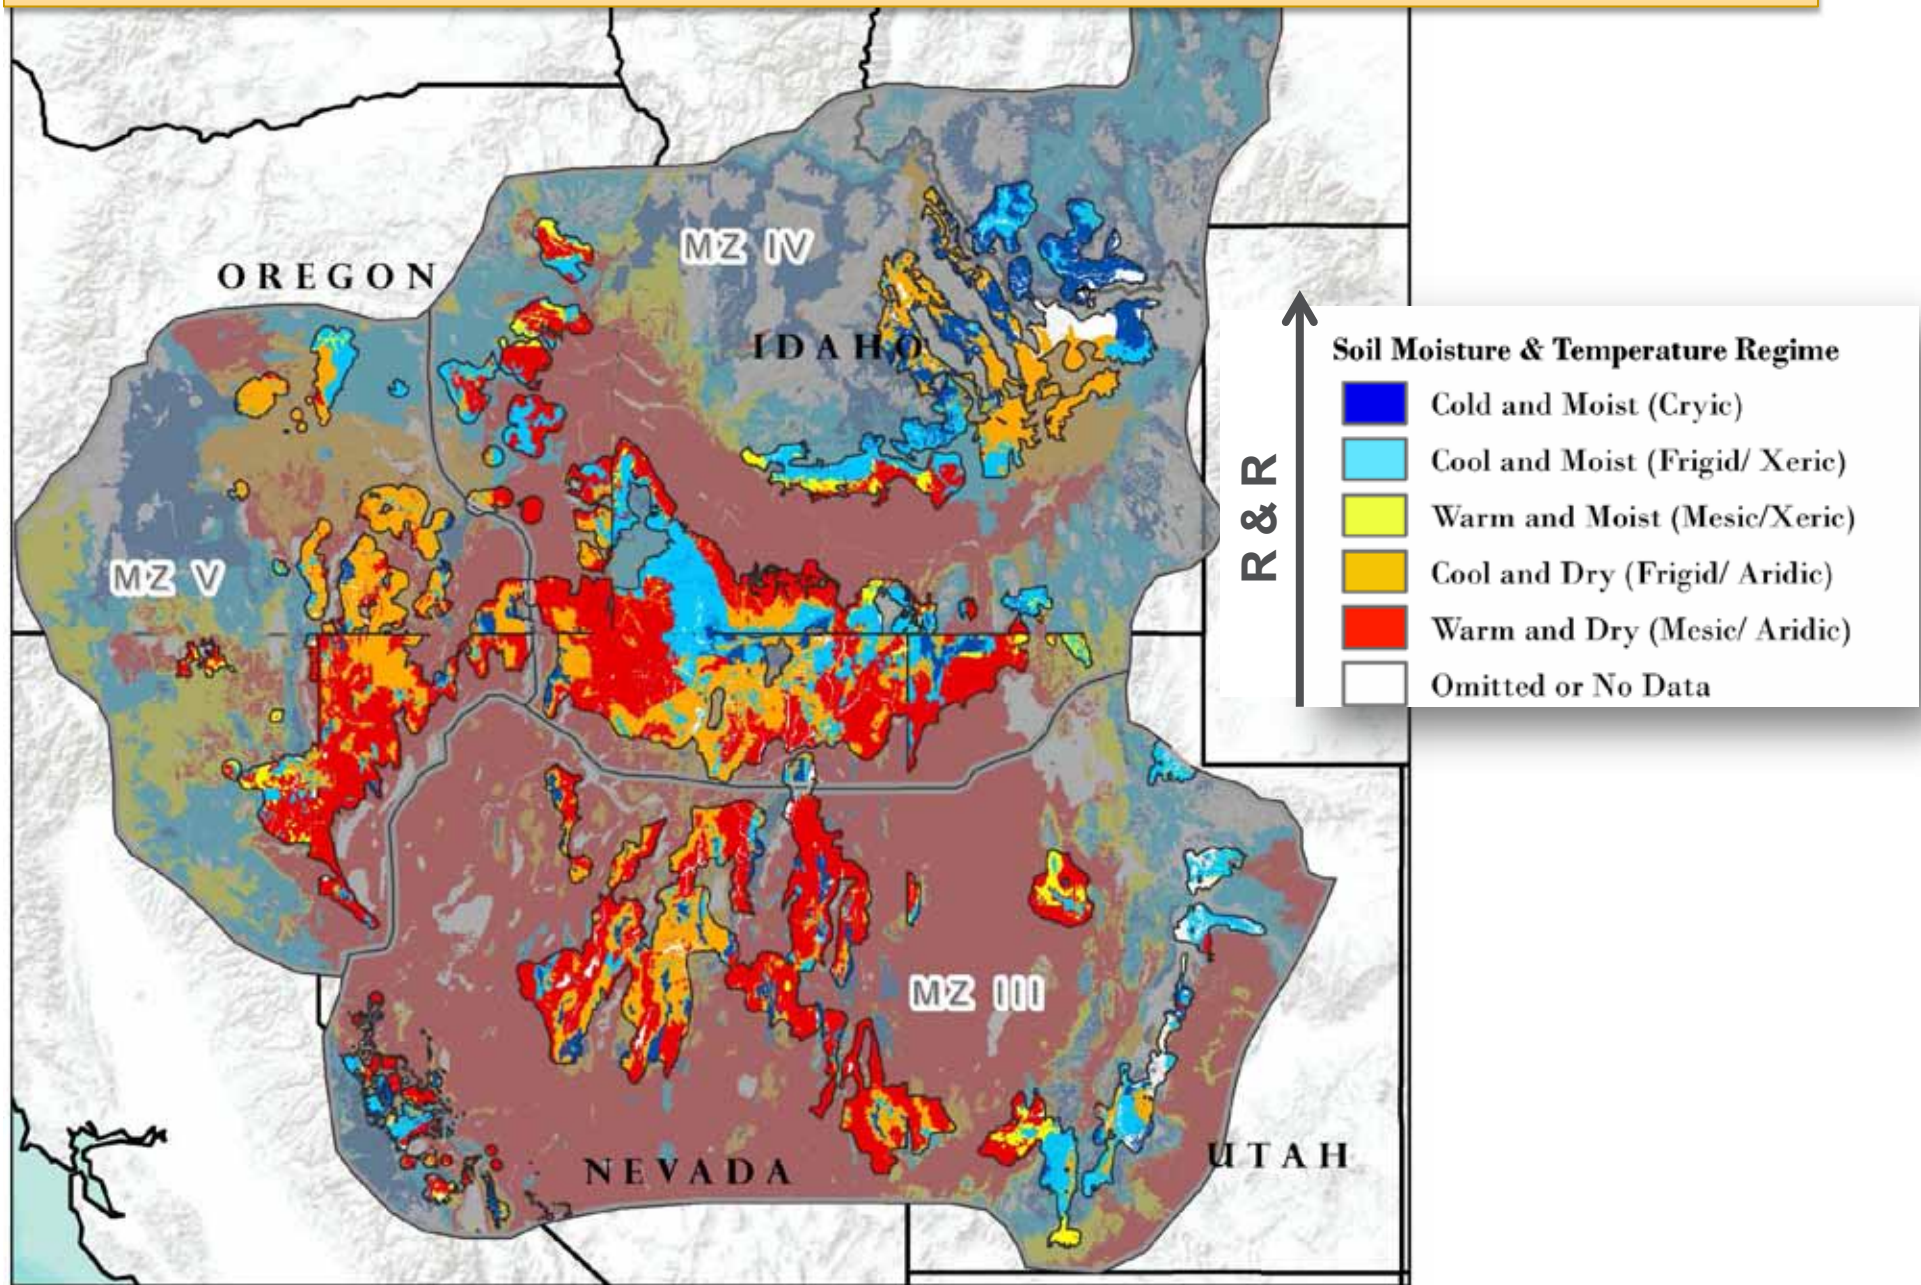 MZ IV
OREGON
IDAHO
MZ V
MZ III
NEVADA
UTAH
R & R
Soil Moisture & Temperature Regime
Cold and Moist (Cryic)
Cool and Moist (Frigid/ Xeric)
Warm and Moist (Mesic/Xeric)
Cool and Dry (Frigid/ Aridic)
Warm and Dry (Mesic/ Aridic)
Omitted or No Data